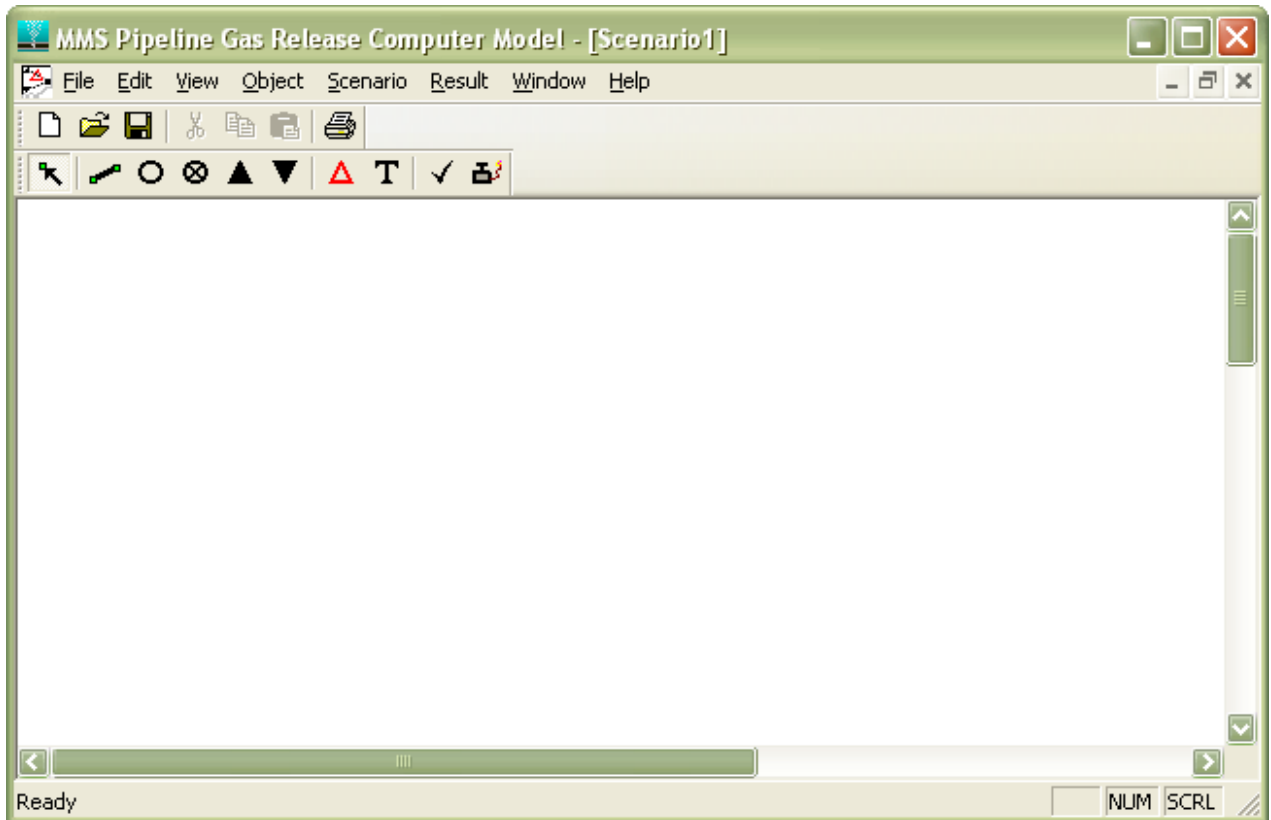 MMS Pipeline Gas Release Computer Model - [Scenario1]
File Edit View Object Scenario Result Window Help
T
Ready NUM SCRL